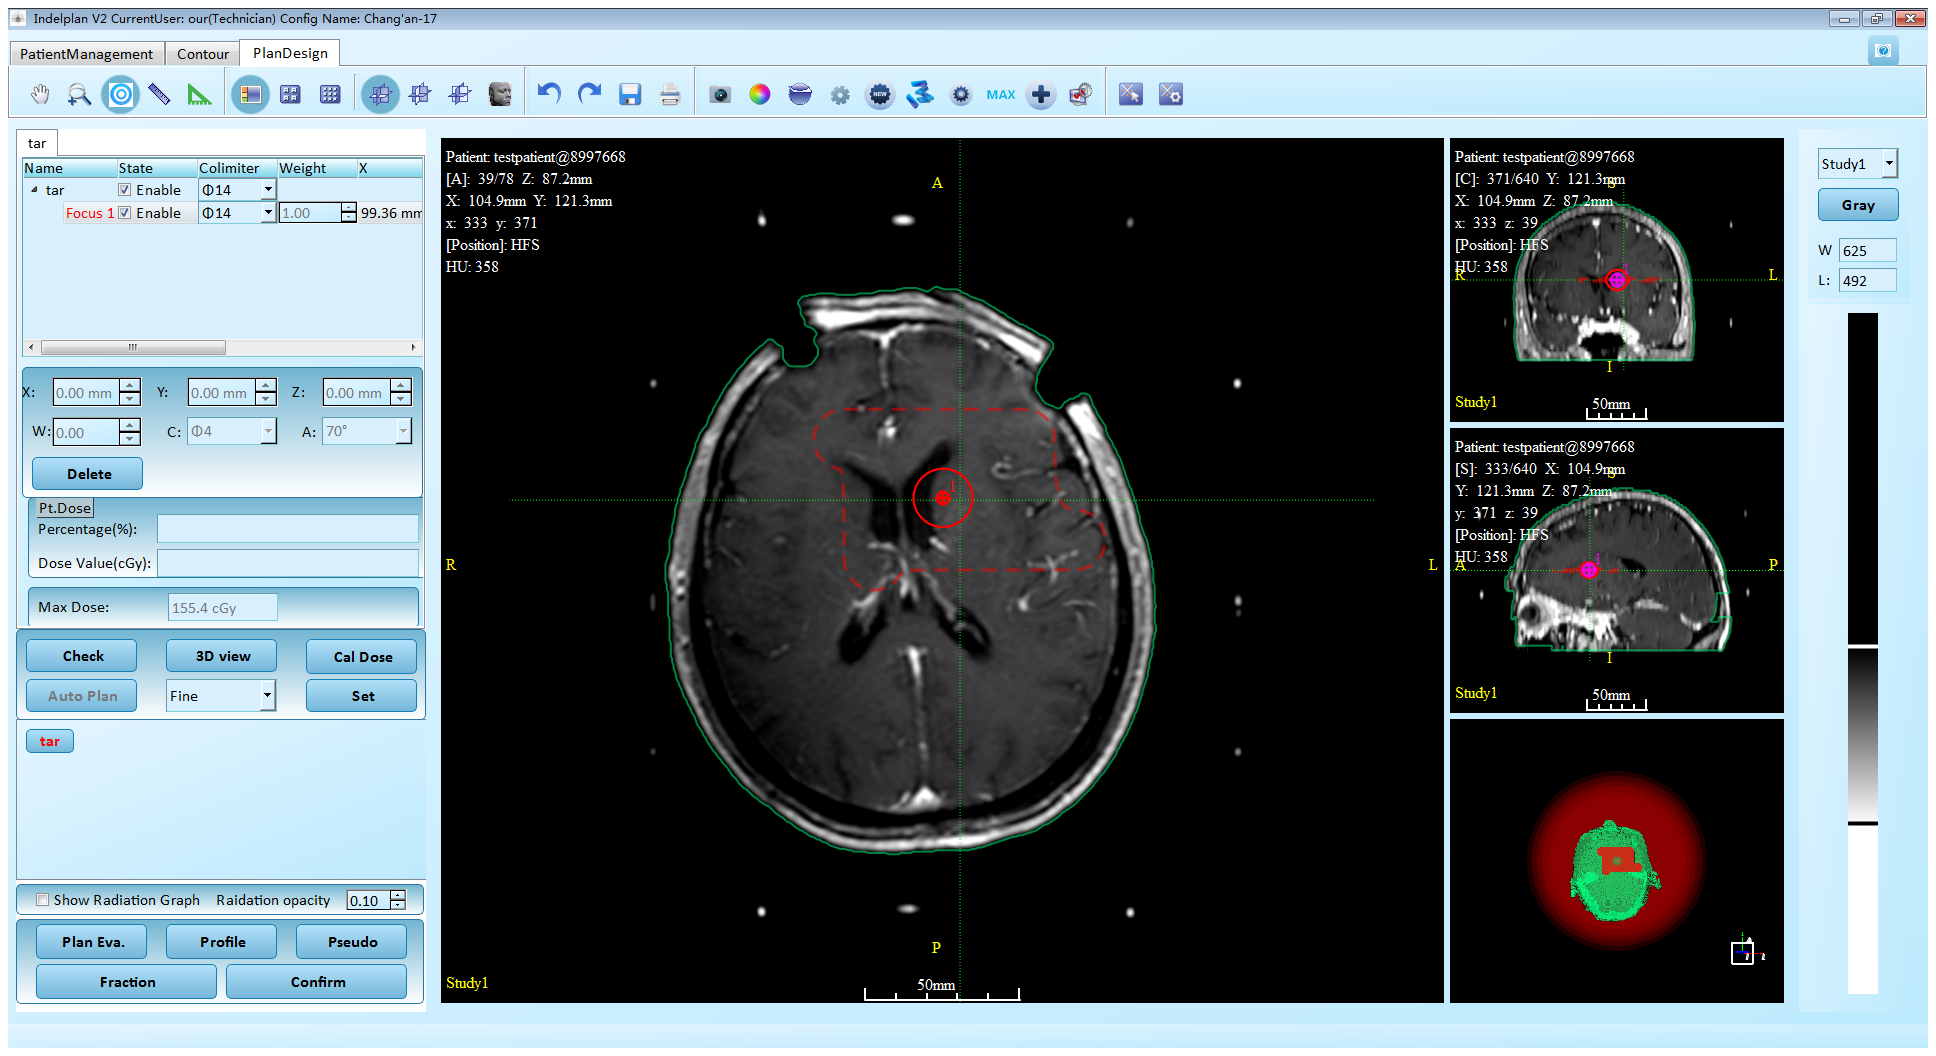 Indelplan V2 CurrentUser: our(Technician) Config Name: Chang'an-17
PatientManagement Contour PlanDesign
NEW MAX
tar
Name State Colimiter Weight X
tar Enable Φ14
Focus 1 Enable Φ14 1.00 99.36 mm
X: 0.00 mm Y: 0.00 mm Z: 0.00 mm
W: 0.00 C: Φ4 A: 70°
Delete
Pt.Dose
Percentage(%):
Dose Value(cGy):
Max Dose: 155.4 cGy
Check 3D view Cal Dose
Auto Plan Fine Set
tar
Show Radiation Graph Raidation opacity 0.10
Plan Eva. Profile Pseudo
Fraction Confirm
Patient: testpatient@8997668
[A]: 39/78 Z: 87.2mm
X: 104.9mm Y: 121.3mm
x: 333 y: 371
[Position]: HFS
HU: 358
A
1
R
L
P
50mm
Study1
Patient: testpatient@8997668
[C]: 371/640 Y: 121.3mm
S
X: 104.9mm Z: 87.2mm
x: 333 z: 39
[Position]: HFS
HU: 358
1
R
L
I
Study1
50mm
Patient: testpatient@8997668
[S]: 333/640 X: 104.9mm
S
Y: 121.3mm Z: 87.2mm
y: 371 z: 39
[Position]: HFS
HU: 358
1
A
P
I
Study1
50mm
Study1
Gray
W 625
L: 492